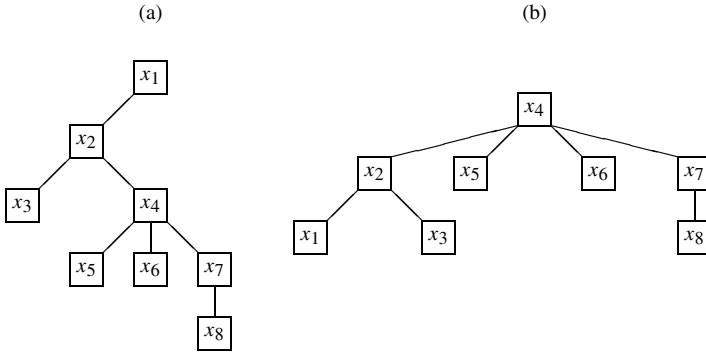 (a) (b)
x1
x4
x2
x2 x5 x6 x7
x3 x4
x1 x3 x8
x5 x6 x7
x8